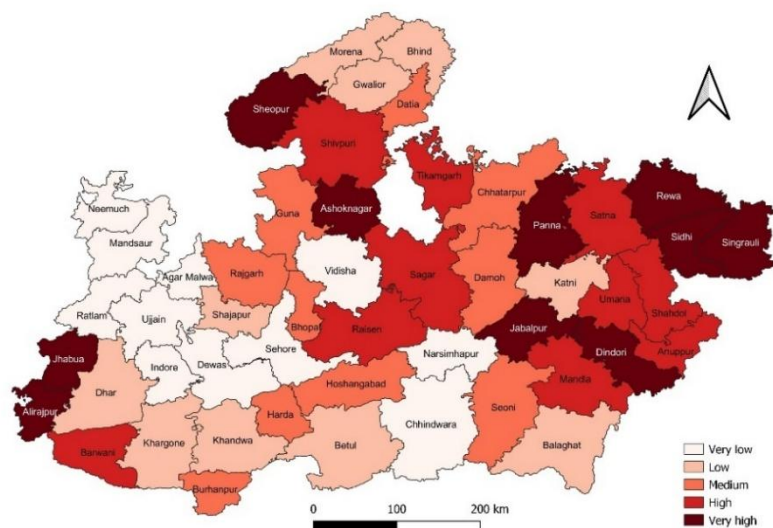 Morena
Bhind
Gwalior
Sheopur
Datia
Shivpuri
Tikamgarh
Chhatarpur
Rewa
Neemuch
Guna
Ashoknagar
Panna
Satna
Sidhi
Singrauli
Mandsaur
Agar Malwa
Rajgarh
Vidisha
Sagar
Damoh
Katni
Umaria
Shahdol
Ratlam
Ujjain
Shajapur
Bhopal
Raisen
Jabalpur
Dindori
Anuppur
Jhabua
Indore
Dewas
Sehore
Narsimhapur
Mandla
Alirajpur
Dhar
Hoshangabad
Harda
Seoni
Barwani
Khargone
Khandwa
Betul
Chhindwara
Balaghat
Burhanpur
Very low
Low
Medium
High
Very high
0 100 200 km